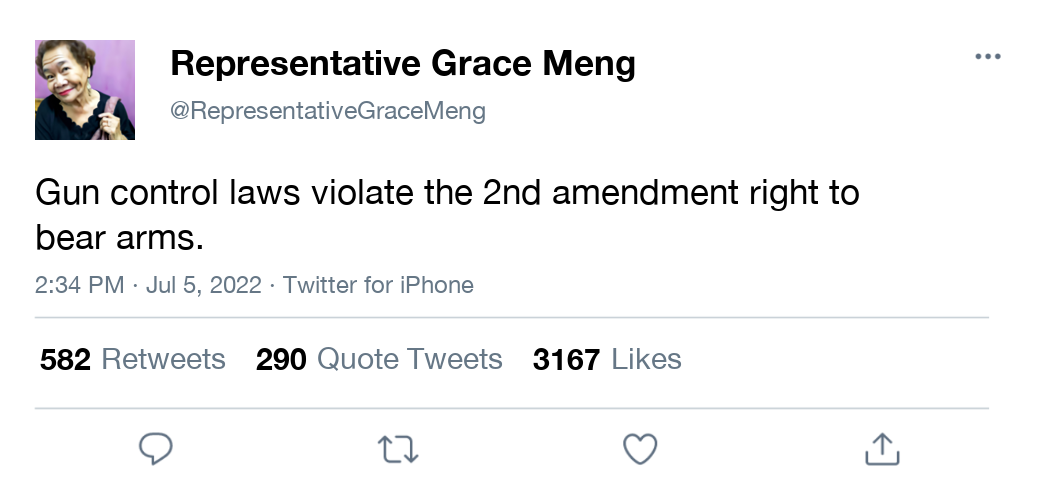 Representative Grace Meng
@RepresentativeGraceMeng
Gun control laws violate the 2nd amendment right to
bear arms.
2:34 PM · Jul 5, 2022 · Twitter for iPhone
582 Retweets 290 Quote Tweets 3167 Likes